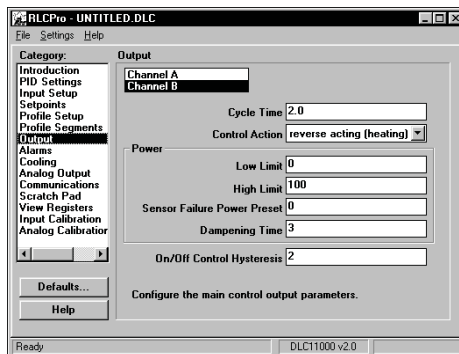 RLCPro - UNTITLED.DLC
File Settings Help
Category:
Introduction
PID Settings
Input Setup
Setpoints
Profile Setup
Profile Segments
Output
Alarms
Cooling
Analog Output
Communications
Scratch Pad
View Registers
Input Calibration
Analog Calibration
Defaults...
Help
Output
Channel A
Channel B
Cycle Time 2.0
Control Action reverse acting (heating)
Power
Low Limit 0
High Limit 100
Sensor Failure Power Preset 0
Dampening Time 3
On/Off Control Hysteresis 2
Configure the main control output parameters.
Ready DLC11000 v2.0